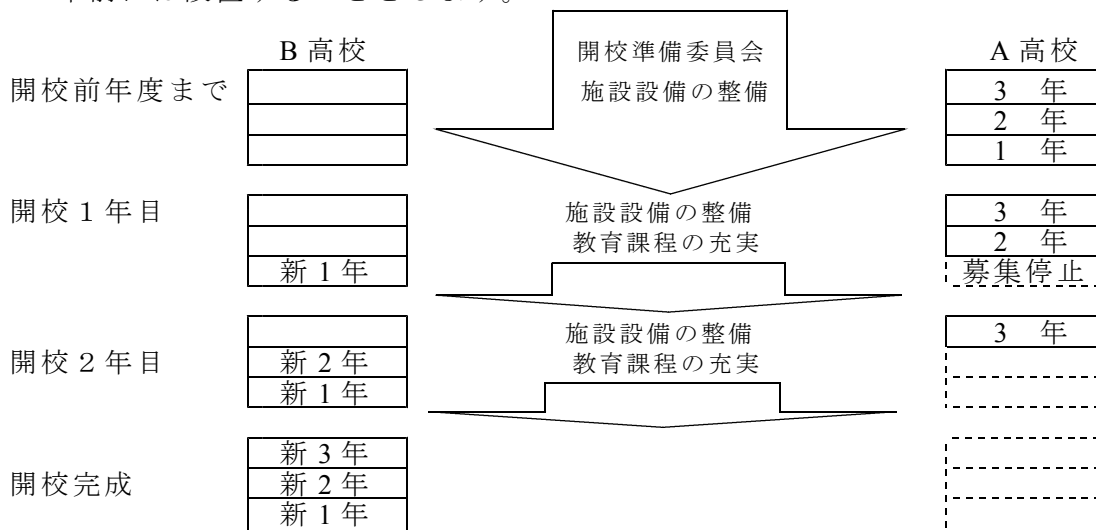 B 高校
開校準備委員会
A 高校
開校前年度まで
施設設備の整備
3 年
2 年
1 年
開校１年目
施設設備の整備
3 年
教育課程の充実
2 年
新 1 年
募集停止
施設設備の整備
3 年
開校２年目
新 2 年
教育課程の充実
新 1 年
新 3 年
開校完成
新 2 年
新 1 年